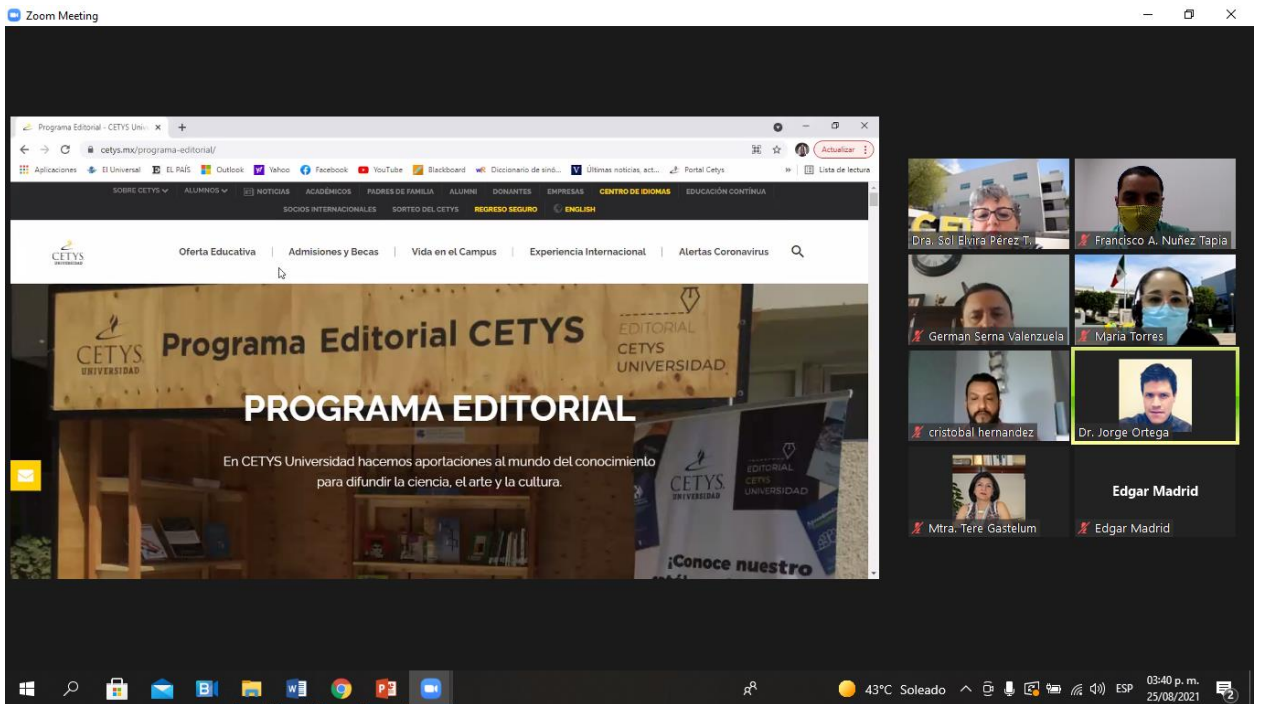 Zoom Meeting
Programa Editorial - CETYS Univ
cetys.mx/programa-editorial/
Actualizar
Aplicaciones El Universal EL PAÍS Outlook Yahoo Facebook YouTube Blackboard Diccionario de sinó... Últimas noticias, act... Portal Cetys » Lista de lectura
SOBRE CETYS ALUMNOS NOTICIAS ACADÉMICOS PADRES DE FAMILIA ALUMNI DONANTES EMPRESAS CENTRO DE IDIOMAS EDUCACIÓN CONTÍNUA
SOCIOS INTERNACIONALES SORTEO DEL CETYS REGRESO SEGURO ENGLISH
CETYS
UNIVERSIDAD
Oferta Educativa | Admisiones y Becas | Vida en el Campus | Experiencia Internacional | Alertas Coronavirus
CETYS
UNIVERSIDAD
Programa Editorial CETYS
EDITORIAL
CETYS
UNIVERSIDAD
PROGRAMA EDITORIAL
En CETYS Universidad hacemos aportaciones al mundo del conocimiento
para difundir la ciencia, el arte y la cultura.
CETYS
UNIVERSIDAD
EDITORIAL
CETYS
UNIVERSIDAD
¡Conoce nuestro
Dra. Sol Elvira Pérez T.
Francisco A. Nuñez Tapia
German Serna Valenzuela
Maria Torres
cristobal hernandez
Dr. Jorge Ortega
Mtra. Tere Gastelum
Edgar Madrid
Edgar Madrid
43°C Soleado
ESP
03:40 p. m.
25/08/2021
2